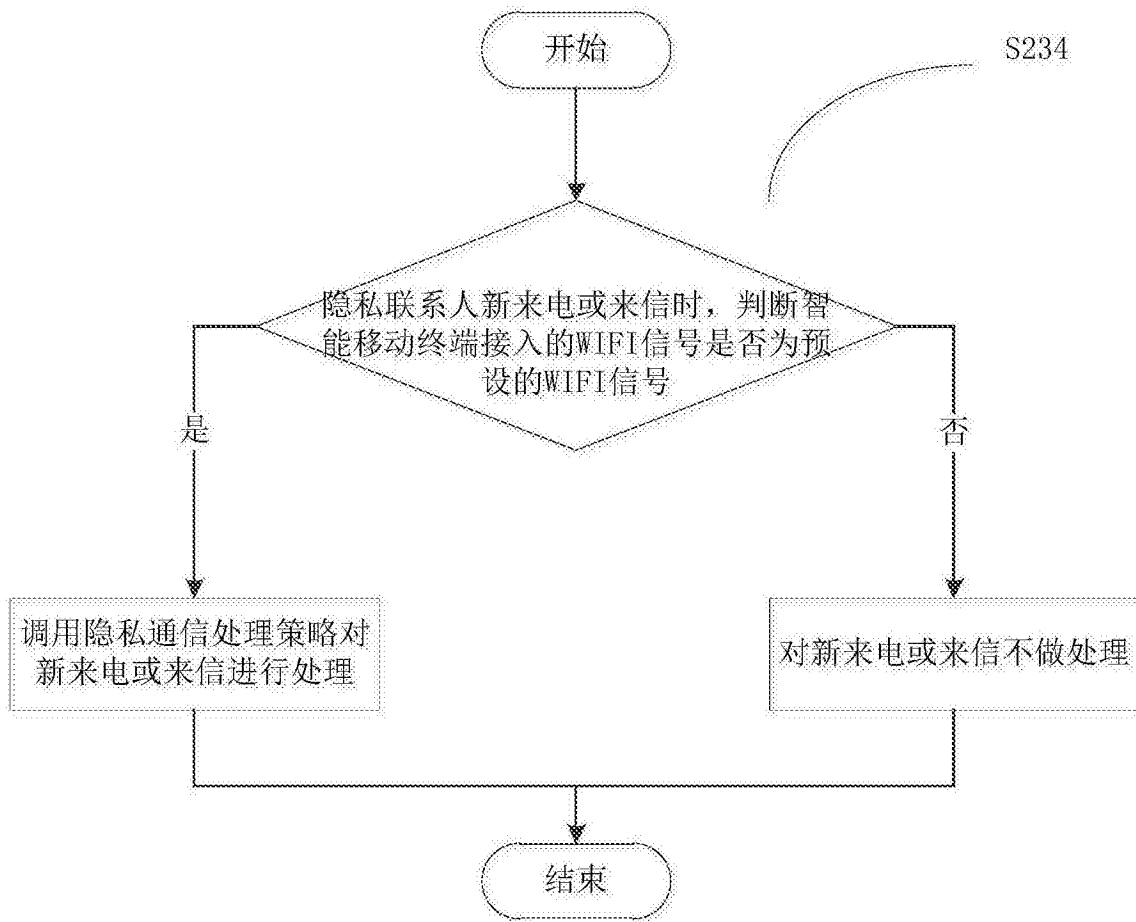 开始
S234
隐私联系人新来电或来信时，判断智
能移动终端接入的WIFI信号是否为预
设的WIFI信号
是
否
调用隐私通信处理策略对
新来电或来信进行处理
对新来电或来信不做处理
结束